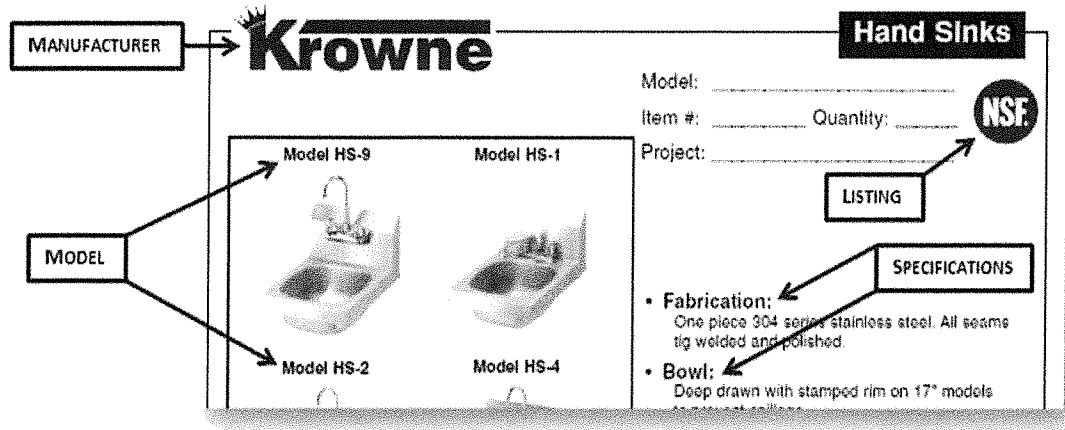 MANUFACTURER
Krowne
Hand Sinks
Model:
Item #: Quantity:
NSF.
Project:
Model HS-9 Model HS-1
LISTING
MODEL
SPECIFICATIONS
• Fabrication:
One piece 304 series stainless steel. All seams
tig welded and polished.
Model HS-2 Model HS-4
• Bowl:
Deep drawn with stamped rim on 17" models